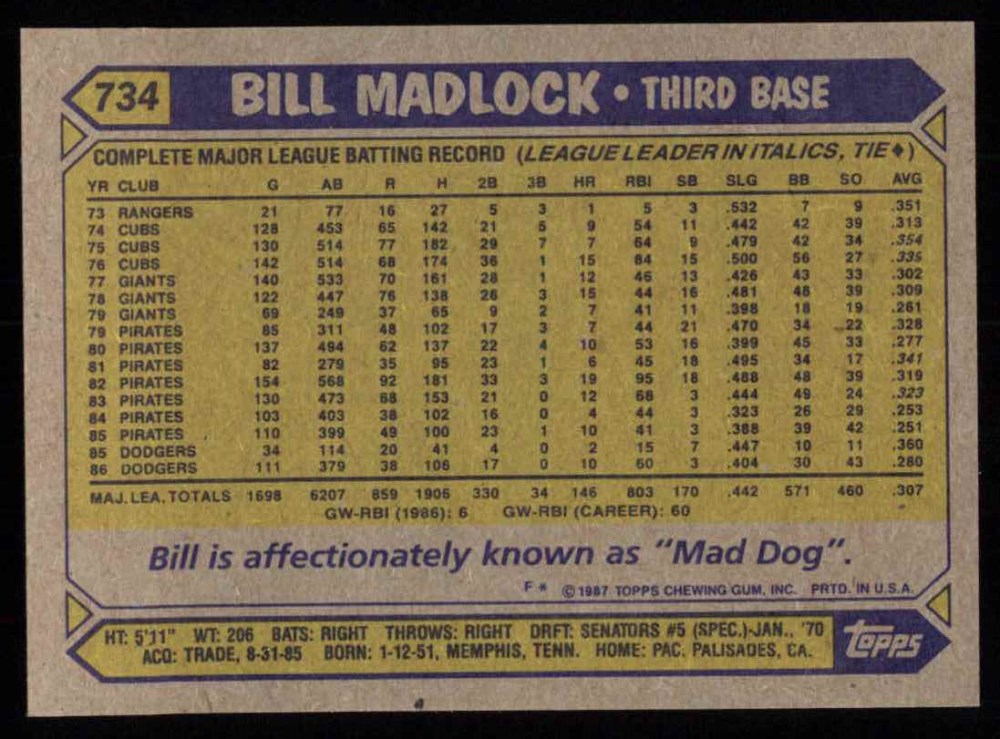 734 BILL MADLOCK • THIRD BASE
COMPLETE MAJOR LEAGUE BATTING RECORD (LEAGUE LEADER IN ITALICS, TIE♦)
YR CLUB G AB R H 2B 3B HR RBI SB SLG BB SO AVG
73 RANGERS 21 77 16 27 5 3 1 5 3 .532 7 9 .351
74 CUBS 128 453 65 142 21 5 9 54 11 .442 42 39 .313
75 CUBS 130 514 77 182 29 7 7 64 9 .479 42 34 .354
76 CUBS 142 514 68 174 36 1 15 84 15 .500 56 27 .335
77 GIANTS 140 533 70 161 28 1 12 46 13 .426 43 33 .302
78 GIANTS 122 447 76 138 26 3 15 44 16 .481 48 39 .309
79 GIANTS 69 249 37 65 9 2 7 41 11 .398 18 19 .261
79 PIRATES 85 311 48 102 17 3 7 44 21 .470 34 22 .328
80 PIRATES 137 494 62 137 22 4 10 53 16 .399 45 33 .277
81 PIRATES 82 279 35 95 23 1 6 45 18 .495 34 17 .341
82 PIRATES 154 568 92 181 33 3 19 95 18 .488 48 39 .319
83 PIRATES 130 473 68 153 21 0 12 68 3 .444 49 24 .323
84 PIRATES 103 403 38 102 16 0 4 44 3 .323 26 29 .253
85 PIRATES 110 399 49 100 23 1 10 41 3 .388 39 42 .251
85 DODGERS 34 114 20 41 4 0 2 15 7 .447 10 11 .360
86 DODGERS 111 379 38 106 17 0 10 60 3 .404 30 43 .280
MAJ. LEA. TOTALS 1698 6207 859 1906 330 34 146 803 170 .442 571 460 .307
GW-RBI (1986): 6 GW-RBI (CAREER): 60
Bill is affectionately known as "Mad Dog".
F* © 1987 TOPPS CHEWING GUM, INC. PRTD. IN U.S.A.
HT: 5'11" WT: 206 BATS: RIGHT THROWS: RIGHT DRFT: SENATORS #5 (SPEC.)-JAN., '70
ACQ: TRADE, 8-31-85 BORN: 1-12-51, MEMPHIS, TENN. HOME: PAC. PALISADES, CA.
topps